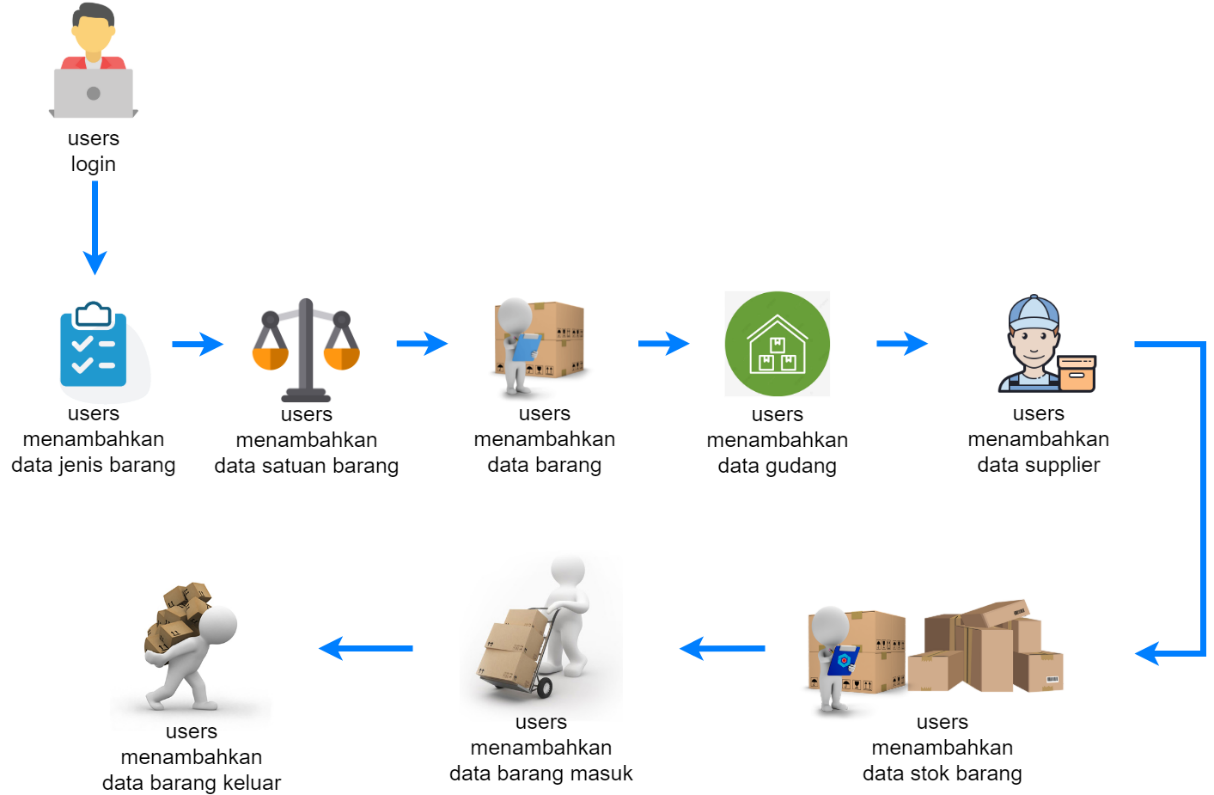 users
login
users
menambahkan
data jenis barang
users
menambahkan
data satuan barang
users
menambahkan
data barang
users
menambahkan
data gudang
users
menambahkan
data supplier
users
menambahkan
data stok barang
users
menambahkan
data barang masuk
users
menambahkan
data barang keluar